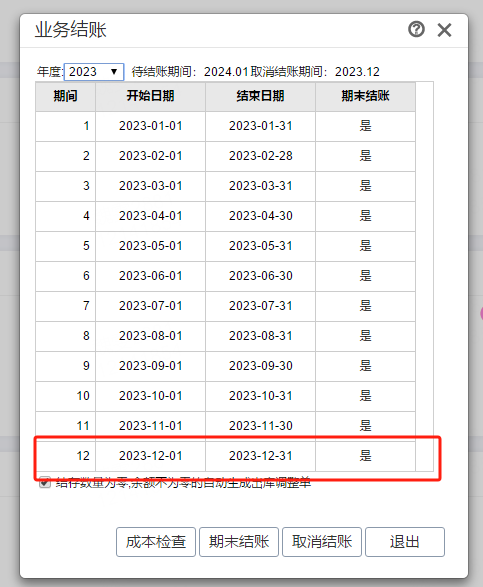 业务结账
年度: 2023 待结账期间：2024.01 取消结账期间：2023.12
期间 开始日期 结束日期 期末结账
1 2023-01-01 2023-01-31 是
2 2023-02-01 2023-02-28 是
3 2023-03-01 2023-03-31 是
4 2023-04-01 2023-04-30 是
5 2023-05-01 2023-05-31 是
6 2023-06-01 2023-06-30 是
7 2023-07-01 2023-07-31 是
8 2023-08-01 2023-08-31 是
9 2023-09-01 2023-09-30 是
10 2023-10-01 2023-10-31 是
11 2023-11-01 2023-11-30 是
12 2023-12-01 2023-12-31 是
结存数量为零,余额不为零的自动生成出库调整单
成本检查 期末结账 取消结账 退出